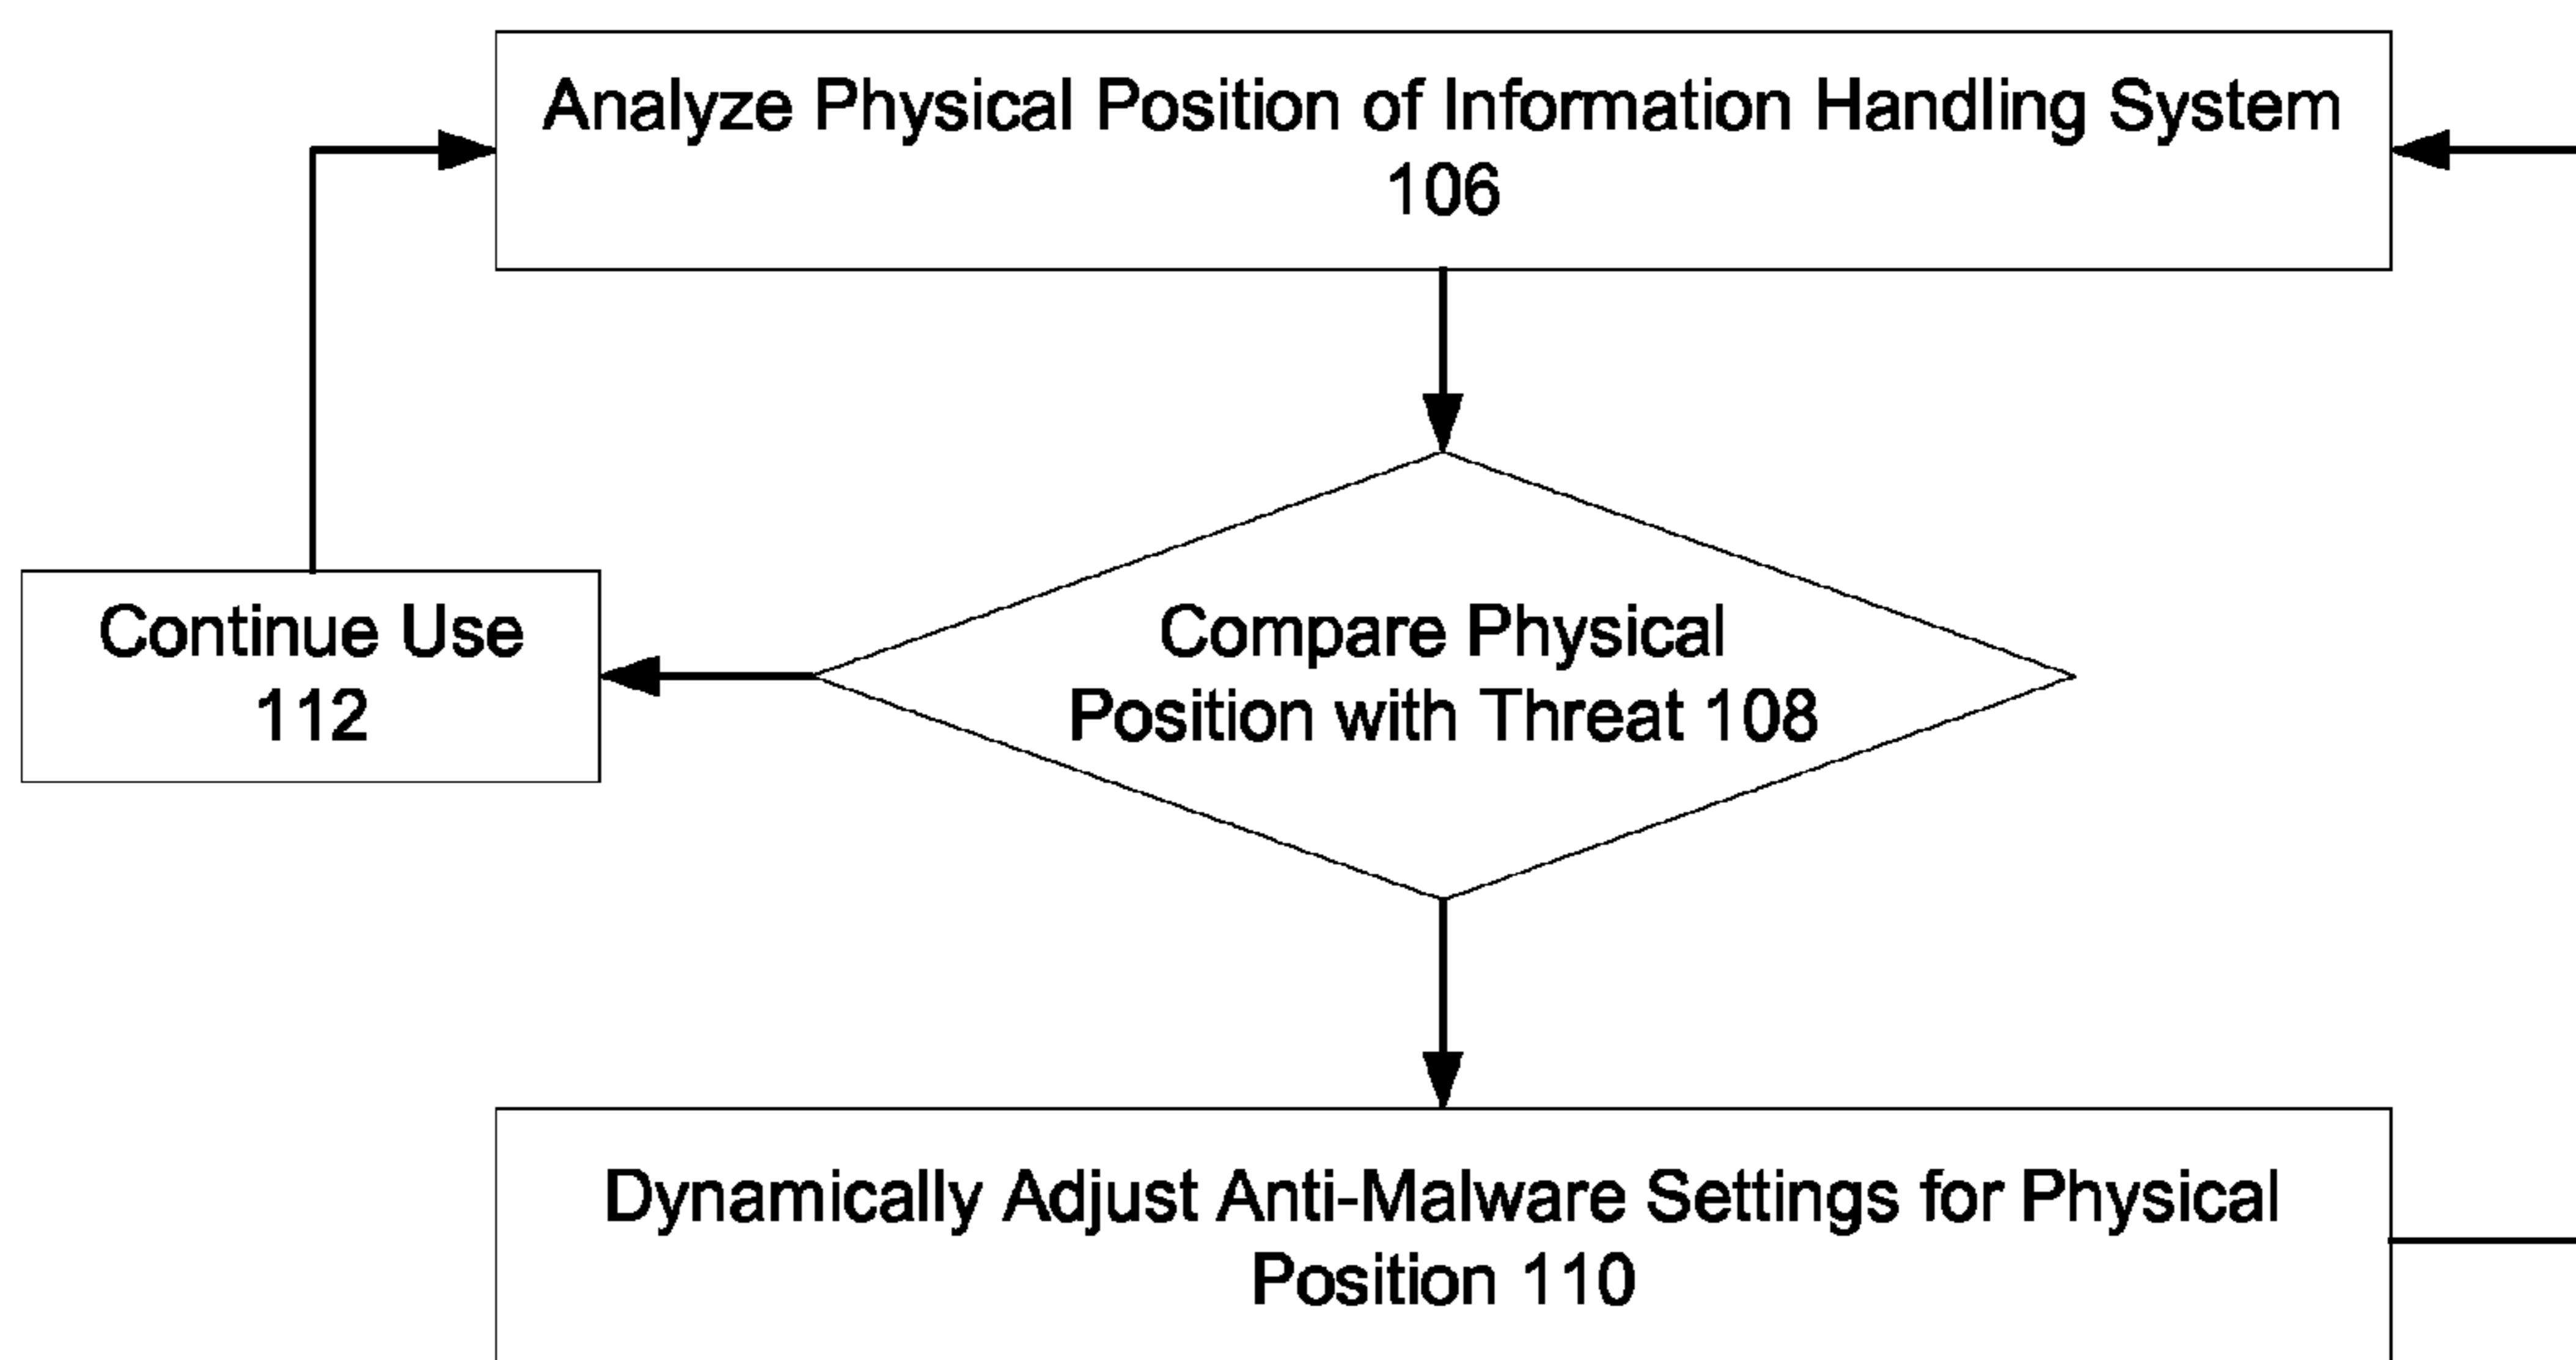 Analyze Physical Position of Information Handling System
106
Continue Use
112
Compare Physical
Position with Threat 108
Dynamically Adjust Anti-Malware Settings for Physical
Position 110